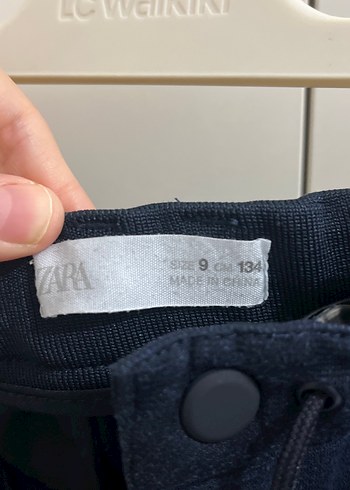 LC WAIKIKI
ZARA
SIZE 9 CM 134
MADE IN CHINA